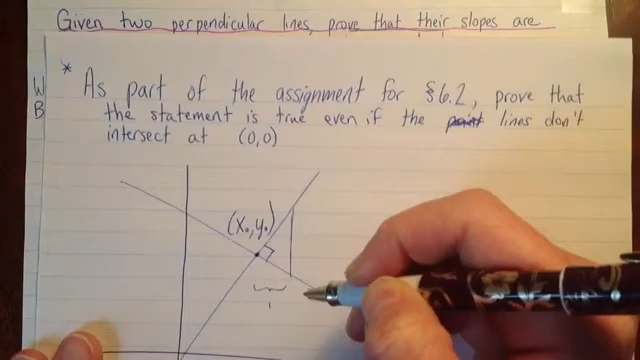 Given two perpendicular lines, prove that their slopes are
W
B
* As part of the assignment for §6.2, prove that
the statement is true even if the point lines don't
intersect at (0,0)
(x₀,y₀)
1